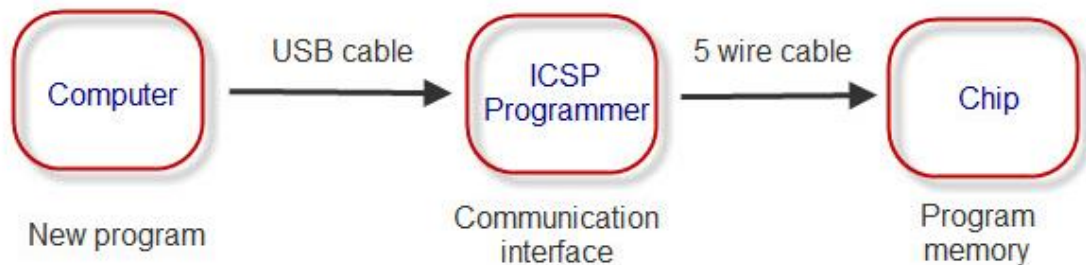 USB cable
5 wire cable
Computer
ICSP
Programmer
Chip
New program
Communication
interface
Program
memory